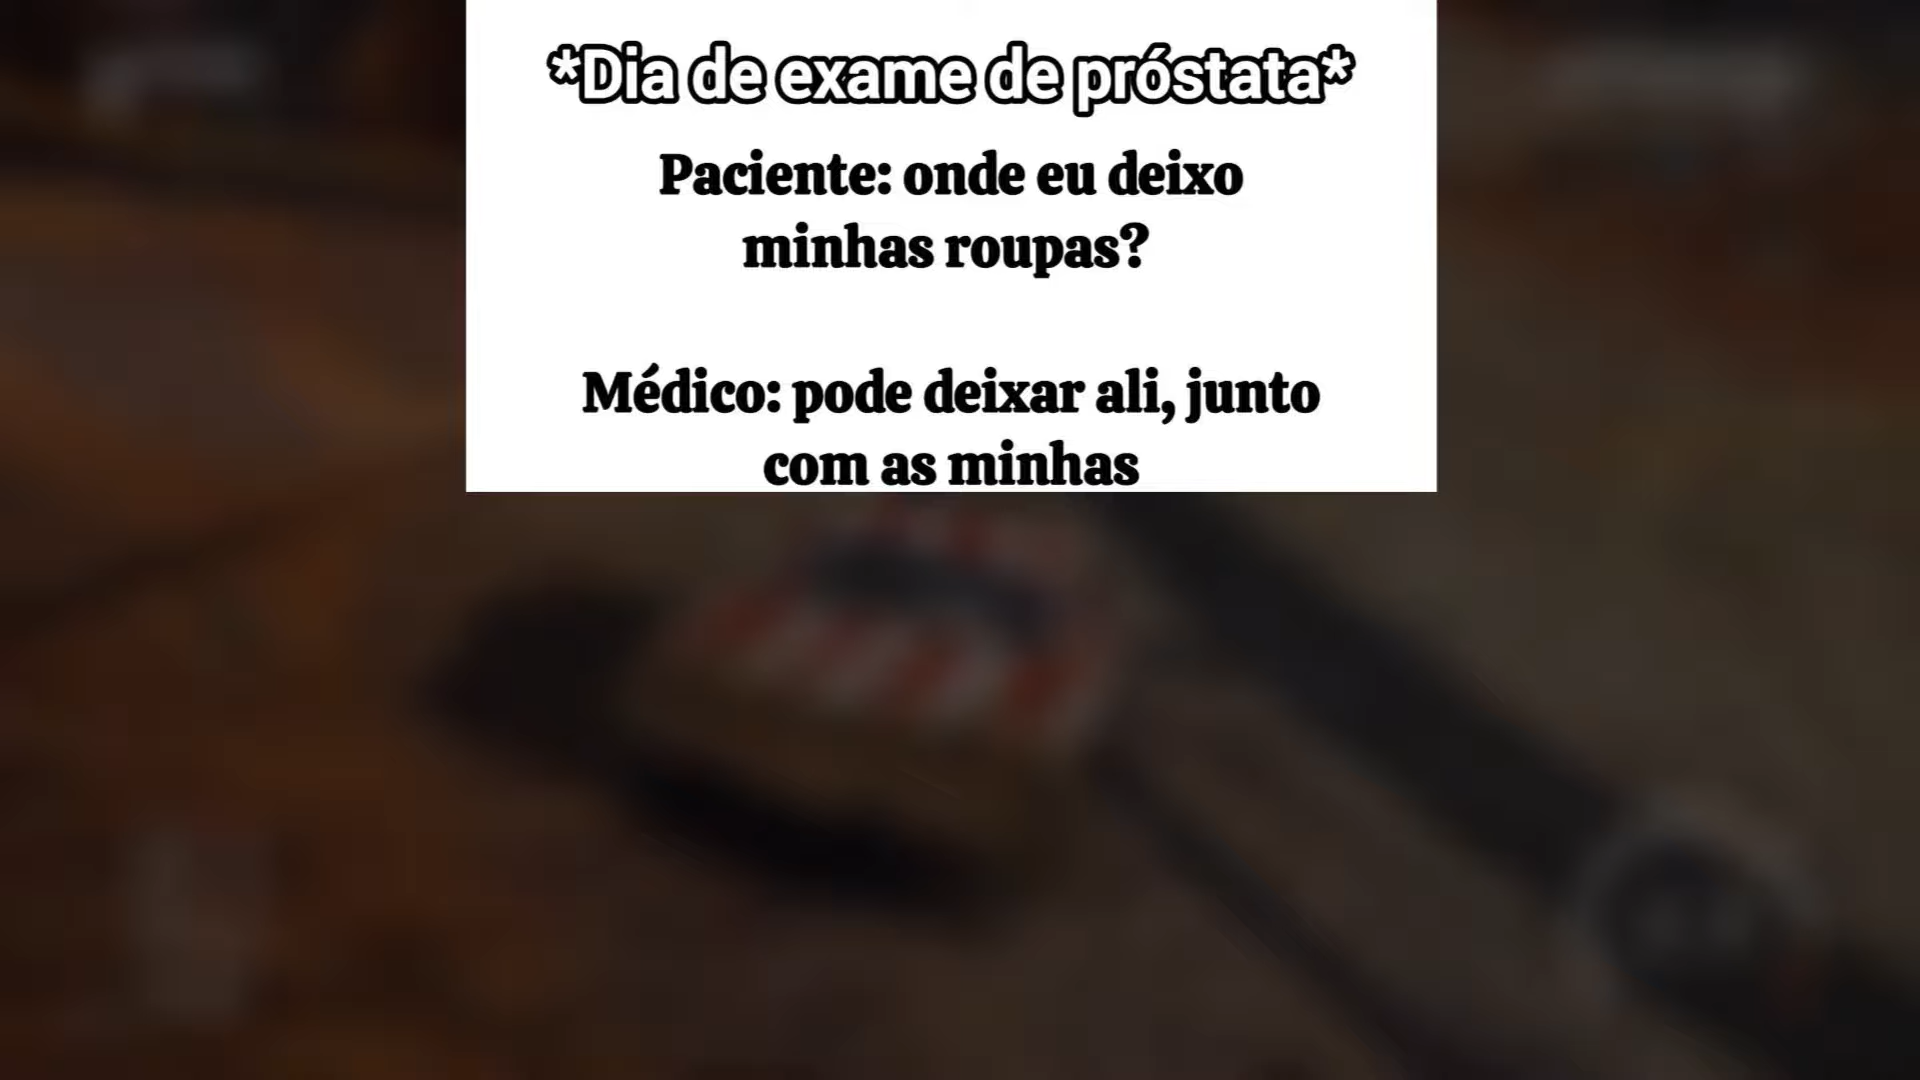 *Dia de exame de próstata*
Paciente: onde eu deixo
minhas roupas?
Médico: pode deixar ali, junto
com as minhas